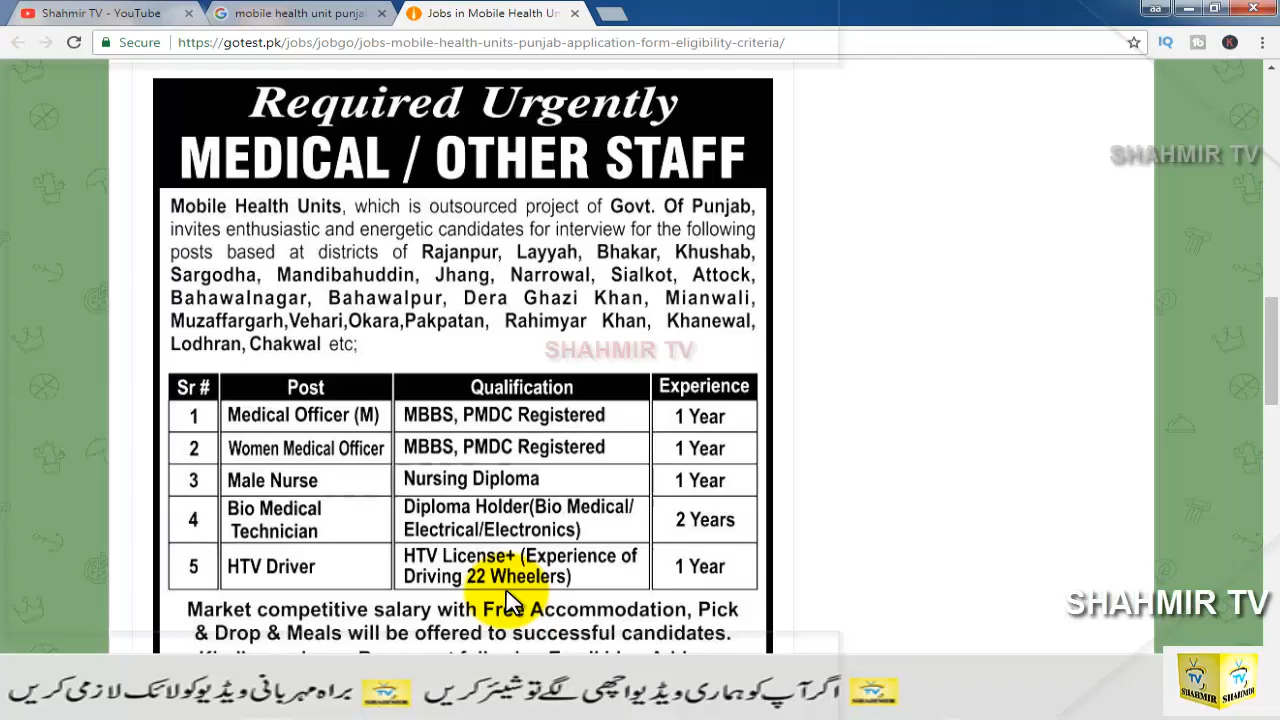 Shahmir TV - YouTube
mobile health unit punjal
Jobs in Mobile Health Un
Secure
https://gotest.pk/jobs/jobgo/jobs-mobile-health-units-punjab-application-form-eligibility-criteria/
Required Urgently
MEDICAL / OTHER STAFF
Mobile Health Units, which is outsourced project of Govt. Of Punjab,
invites enthusiastic and energetic candidates for interview for the following
posts based at districts of Rajanpur, Layyah, Bhakar, Khushab,
Sargodha, Mandibahuddin, Jhang, Narrowal, Sialkot, Attock,
Bahawalnagar, Bahawalpur, Dera Ghazi Khan, Mianwali,
Muzaffargarh,Vehari,Okara,Pakpatan, Rahimyar Khan, Khanewal,
Lodhran, Chakwal etc;
SHAHMIR TV
SHAHMIR TV
Sr # Post Qualification Experience
1 Medical Officer (M) MBBS, PMDC Registered 1 Year
2 Women Medical Officer MBBS, PMDC Registered 1 Year
3 Male Nurse Nursing Diploma 1 Year
4 Bio Medical Technician Diploma Holder(Bio Medical/ Electrical/Electronics) 2 Years
5 HTV Driver HTV License+ (Experience of Driving 22 Wheelers) 1 Year
Market competitive salary with Free Accommodation, Pick
& Drop & Meals will be offered to successful candidates.
SHAHMIR TV
اگر آپ کو ہماری ویڈیو اچھی لگے تو شیئر کریں
براہ مہربانی ویڈیو کو لائک لازمی کریں
TV
SHAHMIR
TV
SHAHMIR
TV
SHAHMIR
TV
SHAHMIR